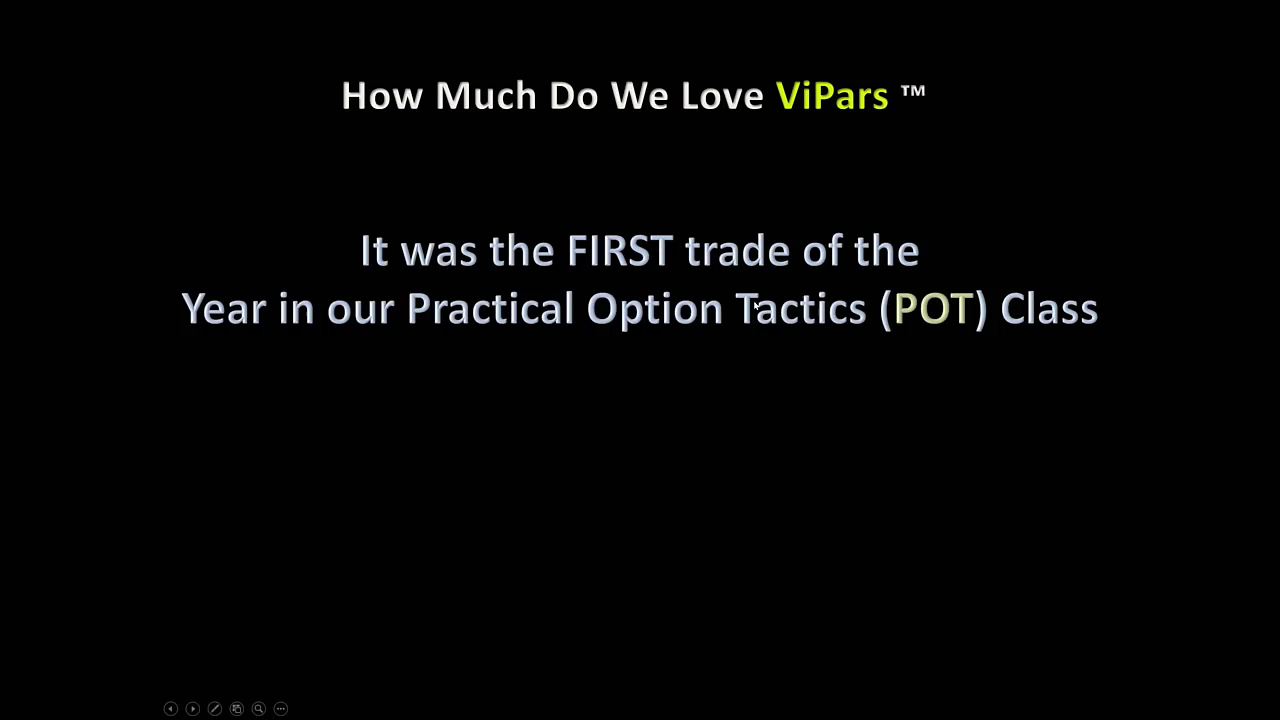 How Much Do We Love ViPars ™
It was the FIRST trade of the
Year in our Practical Option Tactics (POT) Class